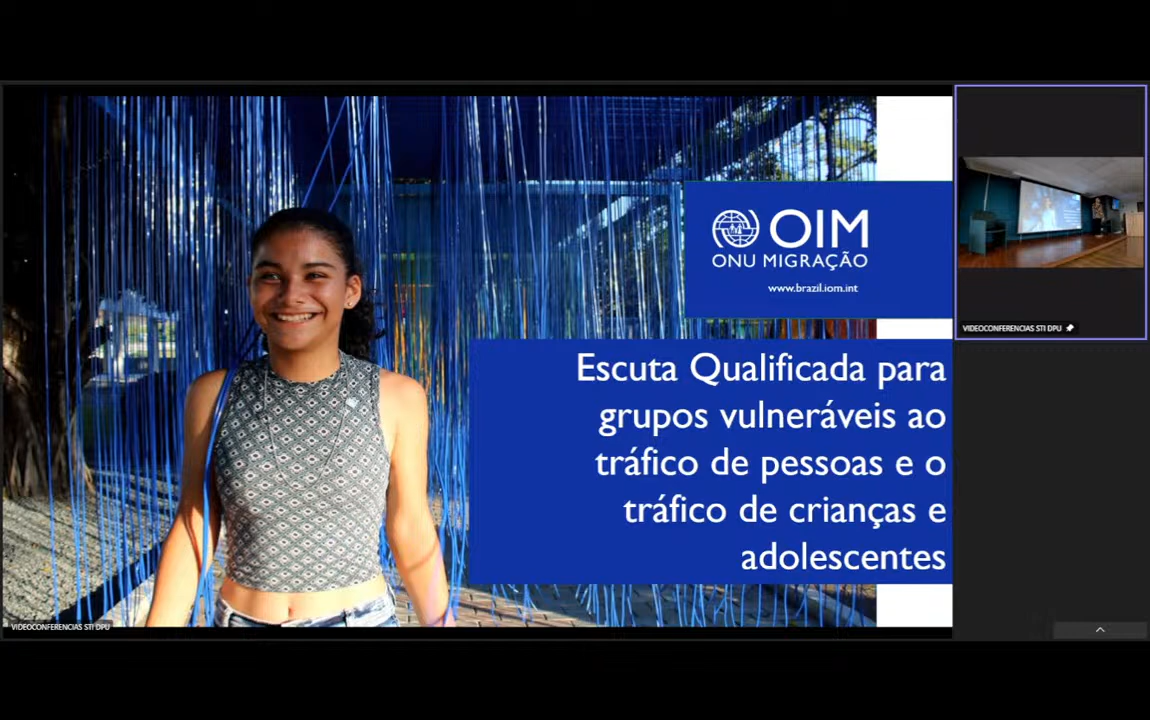 OIM
ONU MIGRAÇÃO
www.brazil.iom.int
Escuta Qualificada para
grupos vulneráveis ao
tráfico de pessoas e o
tráfico de crianças e
adolescentes
VIDEOCONFERENCIAS STI DPU
VIDEOCONFERENCIAS STI DPU